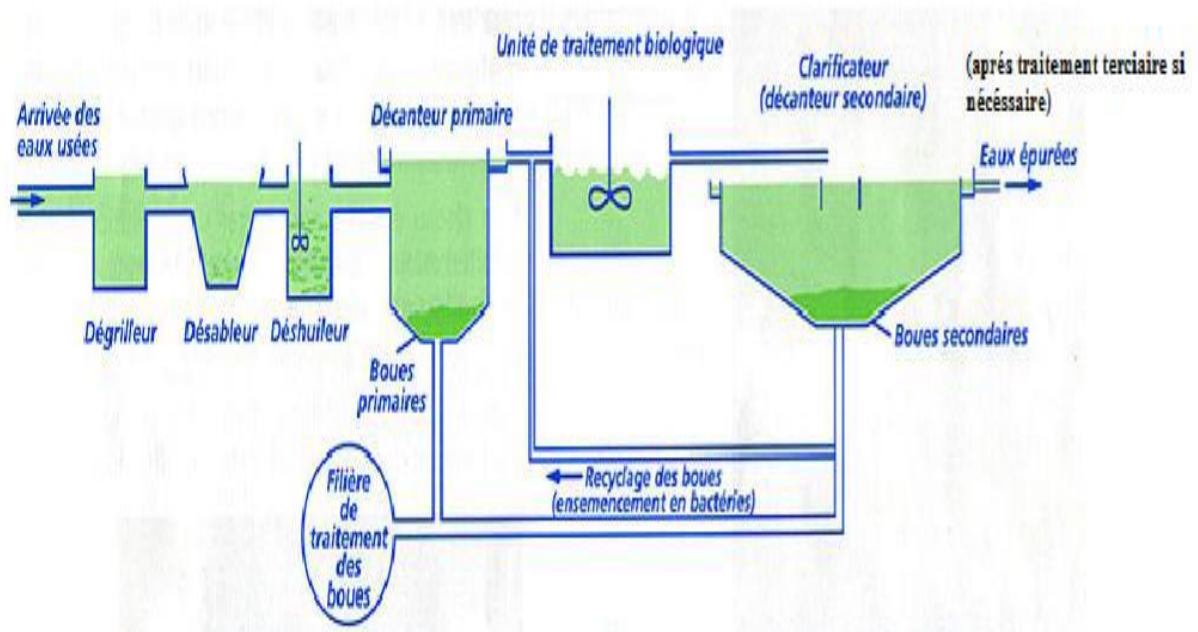 Unité de traitement biologique
Clarificateur
(décanteur secondaire)
(aprés traitement terciaire si
nécéssaire)
Arrivée des
eaux usées
Décanteur primaire
Eaux épurées
Dégrilleur
Désableur
Déshuileur
Boues
primaires
Boues secondaires
Recyclage des boues
(ensemencement en bactéries)
Filière
de
traitement
des
boues